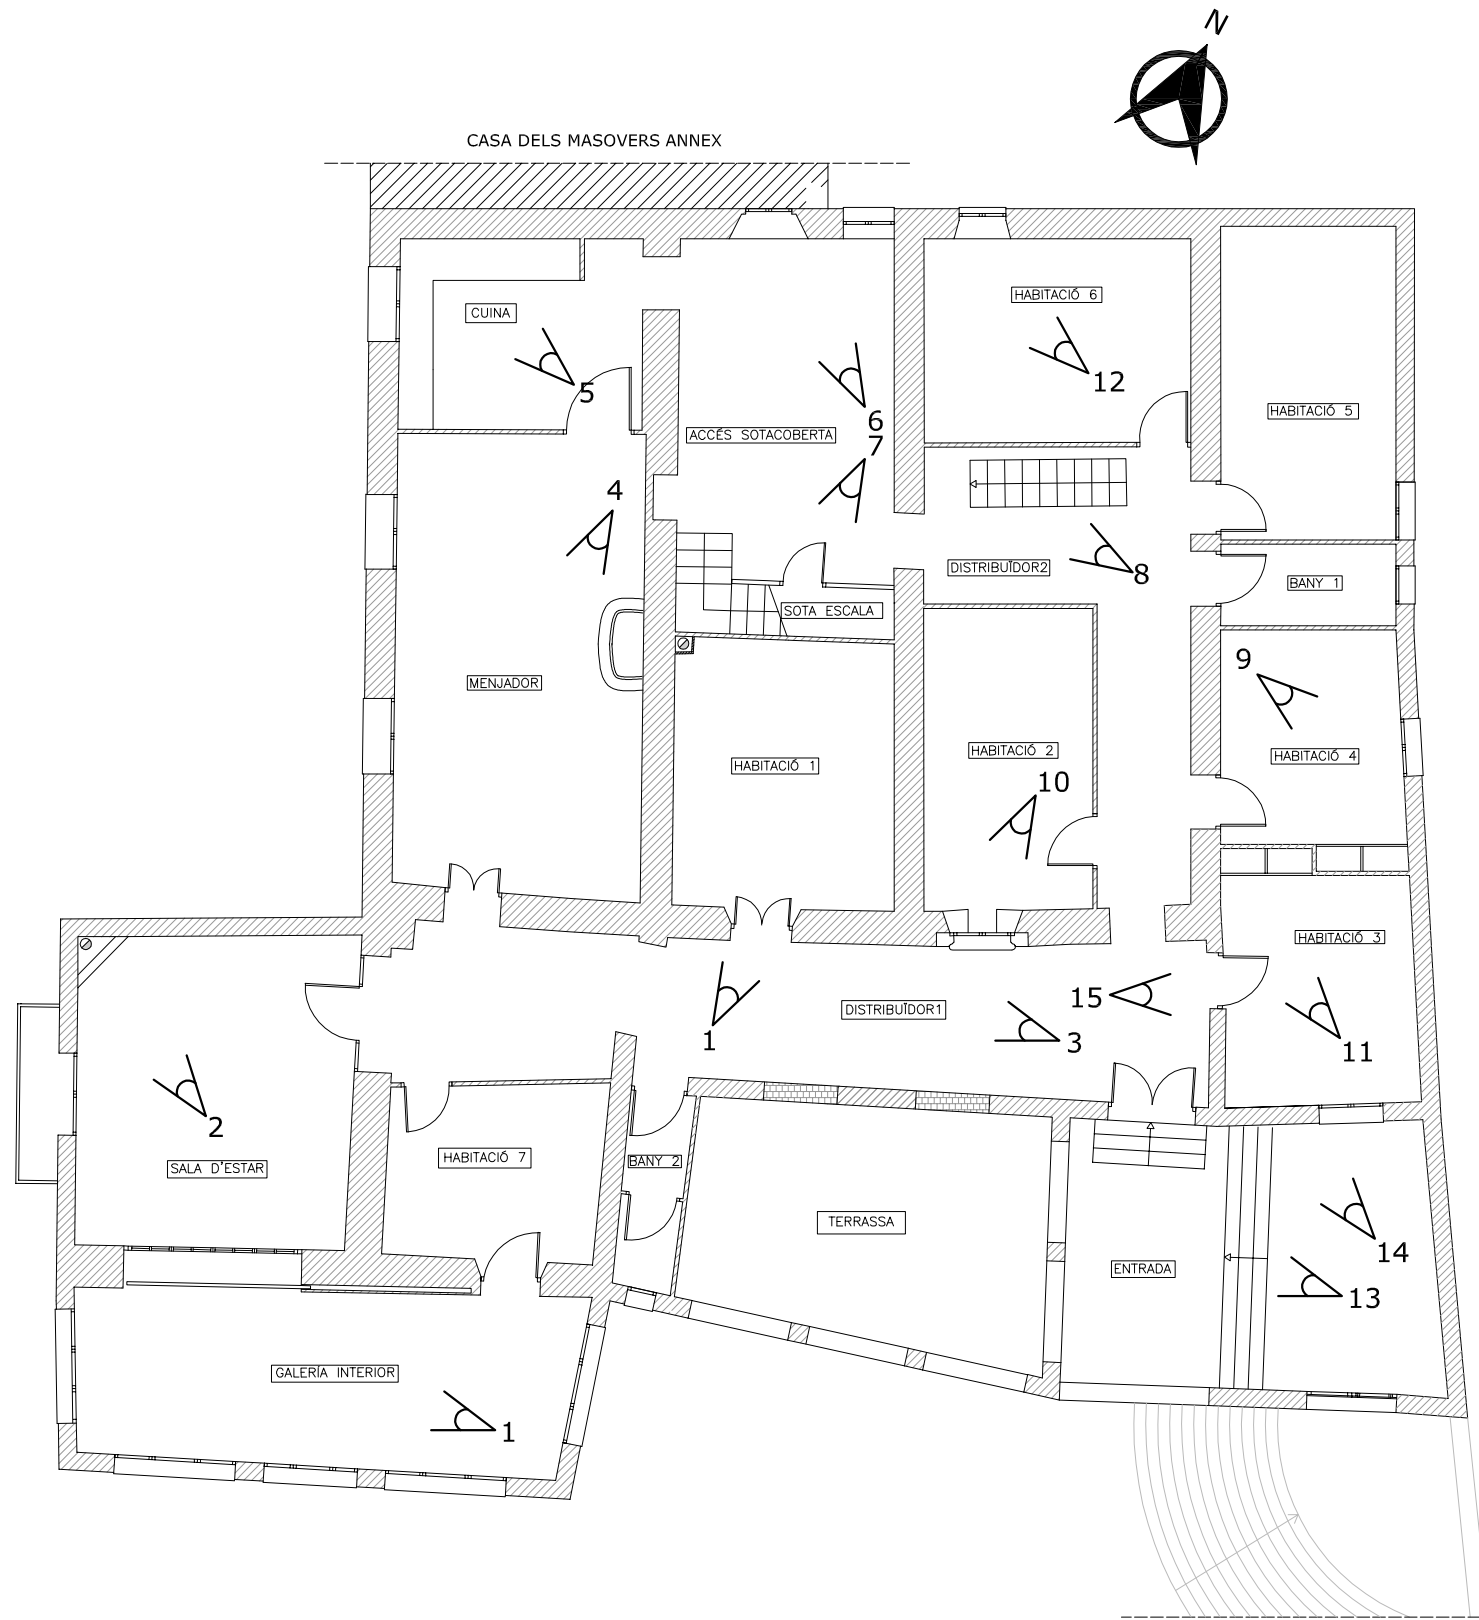 N
CASA DELS MASOVERS ANNEX
CUINA
HABITACIÓ 6
5
12
6
HABITACIÓ 5
ACCÉS SOTACOBERTA
7
4
DISTRIBUÏDOR2
8
BANY 1
SOTA ESCALA
9
MENJADOR
HABITACIÓ 1
HABITACIÓ 2
HABITACIÓ 4
10
HABITACIÓ 3
15
DISTRIBUÏDOR1
1
3
11
2
SALA D'ESTAR
HABITACIÓ 7
BANY 2
TERRASSA
14
ENTRADA
13
GALERÍA INTERIOR
1